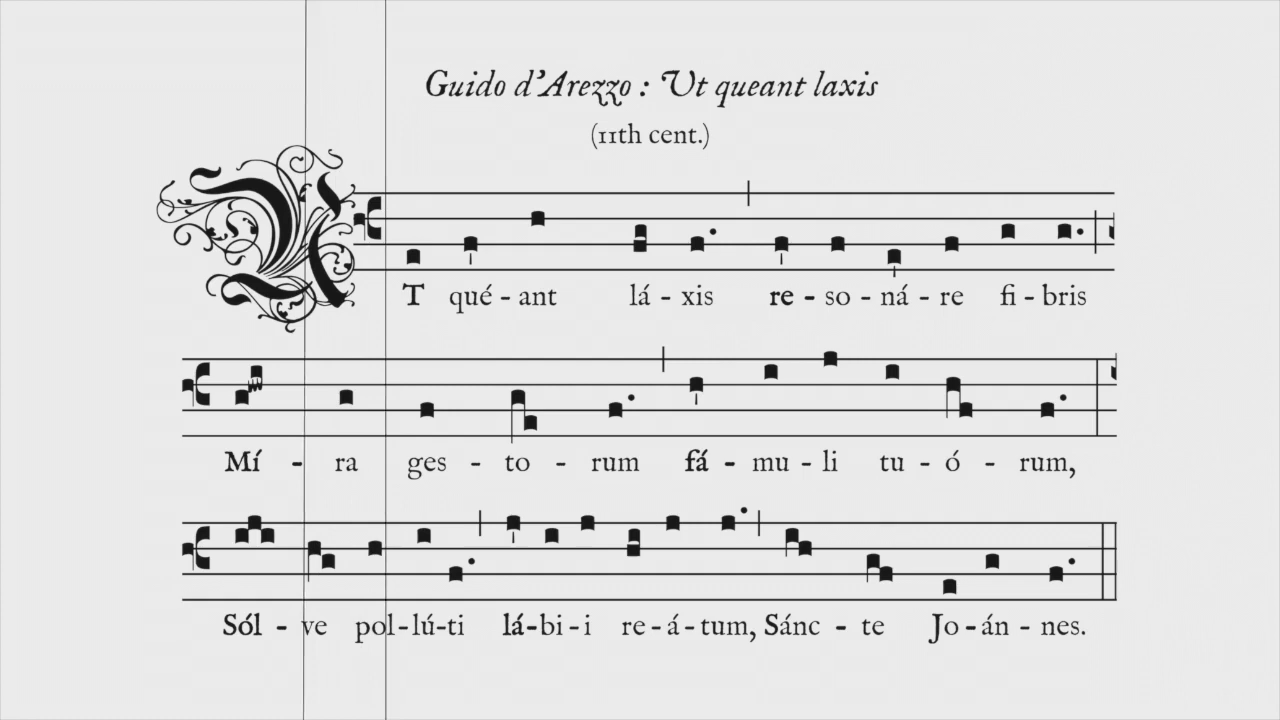 Guido d'Arezzo : Ut queant laxis
(11th cent.)
UT qué - ant lá - xis re - so - ná - re fi - bris
Mí - ra ges - to - rum fá - mu - li tu - ó - rum,
Sól - ve pol - lú - ti lá - bi - i re - á - tum, Sánc - te Jo - án - nes.